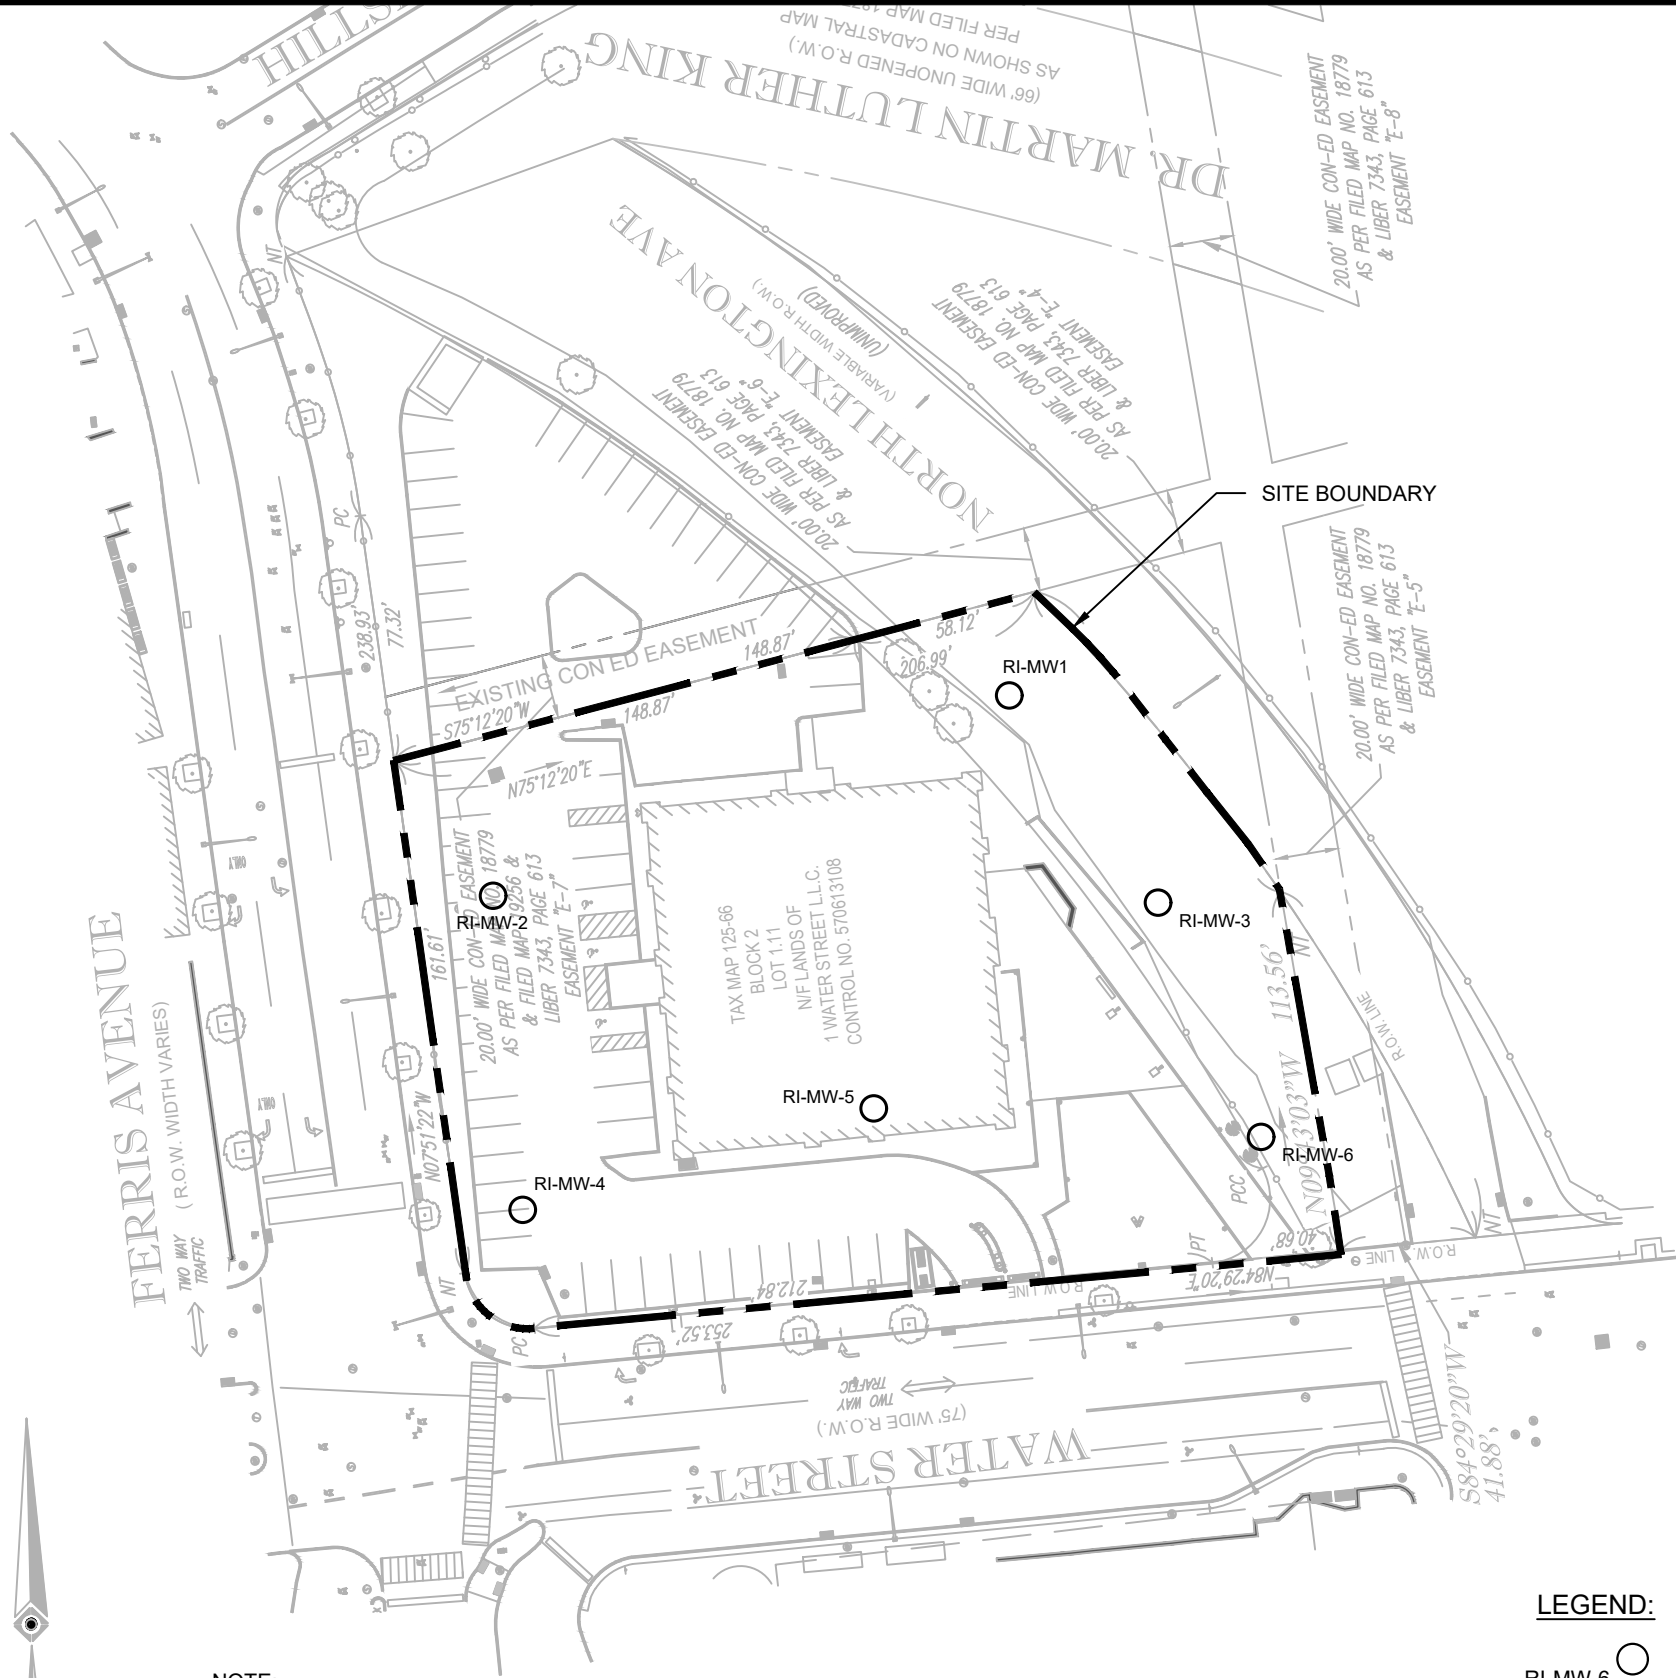 HILTIS
PER FILED MAP
AS SHOWN ON CADASTRAL MAP
(66' WIDE UNOPENED R.O.W.)
DR. MARTIN LUTHER KING
20.00' WIDE CON-ED EASEMENT
AS PER FILED MAP NO. 18779
& LIBER 7343, PAGE 613
EASEMENT "E-8"
NORTH LEXINGTON AVE
(VARIABLE WIDTH R.O.W.)
(UNIMPROVED)
20.00' WIDE CON-ED EASEMENT
AS PER FILED MAP NO. 18779
& LIBER 7343, PAGE 613
EASEMENT "E-4"
20.00' WIDE CON-ED EASEMENT
AS PER FILED MAP NO. 18779
& LIBER 7343, PAGE 613
EASEMENT "E-6"
NT
PC
SITE BOUNDARY
20.00' WIDE CON-ED EASEMENT
AS PER FILED MAP NO. 18779
& LIBER 7343, PAGE 613
EASEMENT "E-5"
238.93'
77.32'
EXISTING CON ED EASEMENT
148.87'
58.12'
206.99'
S75°12'20"W
148.87'
N75°12'20"E
RI-MW1
RI-MW-2
RI-MW-3
20.00' WIDE CON-ED EASEMENT
AS PER FILED MAP NO. 18779
& FILED MAP 19256 &
LIBER 7343, PAGE 613
EASEMENT "E-7"
161.61'
TAX MAP 125-66
BLOCK 2
LOT 1.11
N/F LANDS OF
1 WATER STREET L.L.C.
CONTROL NO. 570613108
ONLY
ONLY
FERRIS AVENUE
( R.O.W. WIDTH VARIES)
TWO WAY
TRAFFIC
N07°51'22"W
NT
113.56'
R.O.W. LINE
N09°43'03"W
RI-MW-5
RI-MW-6
RI-MW-4
PCC
PT
NT
40.68'
N84°29'20"E
R.O.W. LINE
R.O.W. LINE
NT
212.84'
253.52'
PC
TWO WAY
TRAFFIC
(75' WIDE R.O.W.)
WATER STREET
S84°29'20"W
41.88'
LEGEND:
RI-MW-6
NOTE